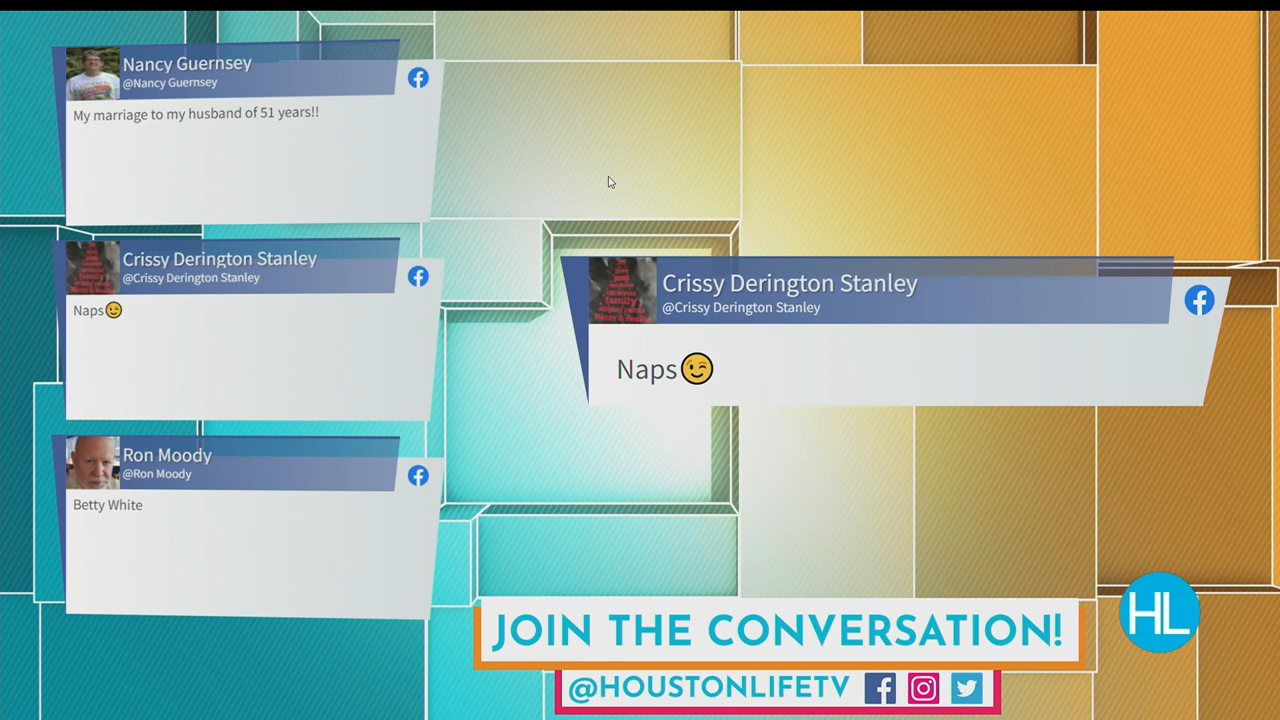 Nancy Guernsey
@Nancy Guernsey
My marriage to my husband of 51 years!!
Crissy Derington Stanley
@Crissy Derington Stanley
Naps😉
Ron Moody
@Ron Moody
Betty White
Crissy Derington Stanley
@Crissy Derington Stanley
Naps😉
family
JOIN THE CONVERSATION!
@HOUSTONLIFETV
HL